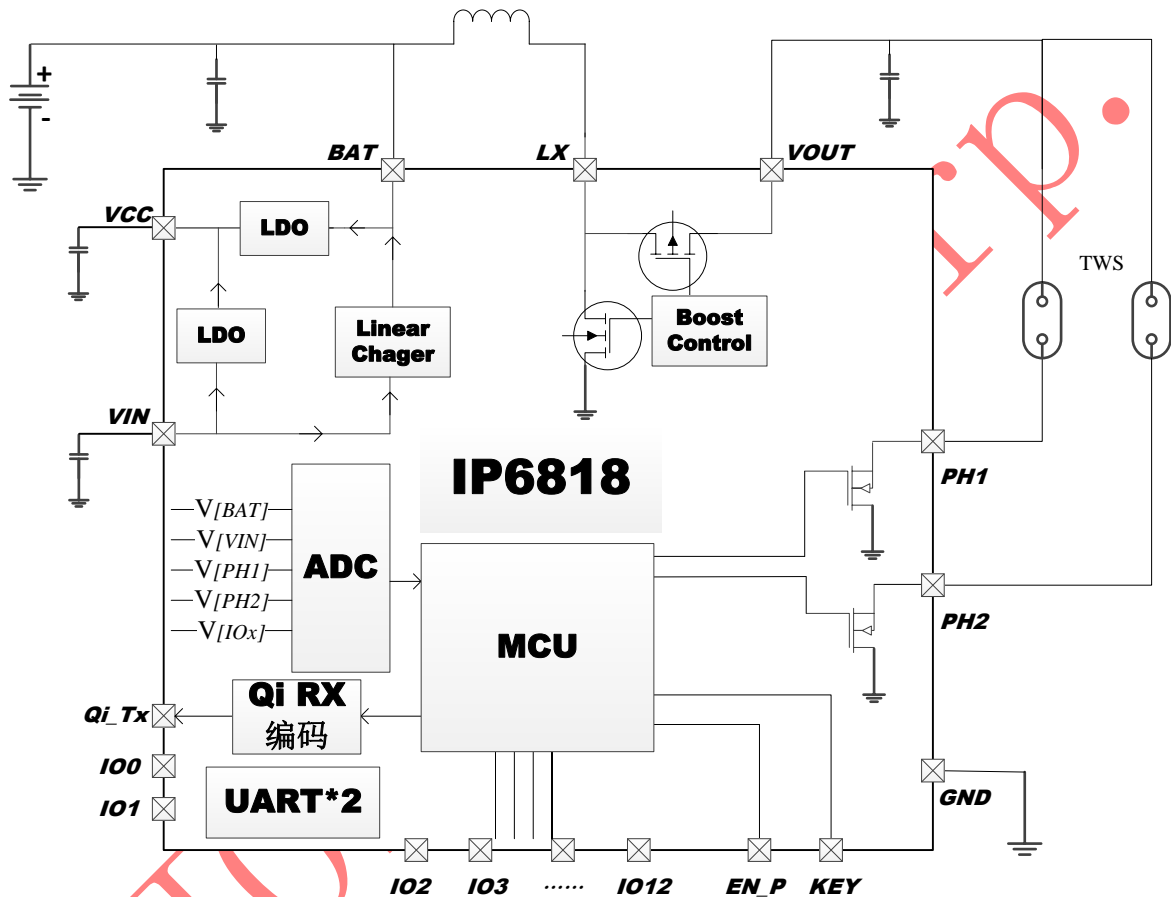 +
-
BAT
LX
VOUT
VCC
LDO
LDO
Linear
Chager
Boost
Control
TWS
VIN
IP6818
PH1
V[BAT]
V[VIN]
V[PH1]
V[PH2]
V[IOx]
ADC
MCU
PH2
Qi_Tx
Qi RX
编码
IO0
IO1
UART*2
GND
IO2
IO3
······
IO12
EN_P
KEY